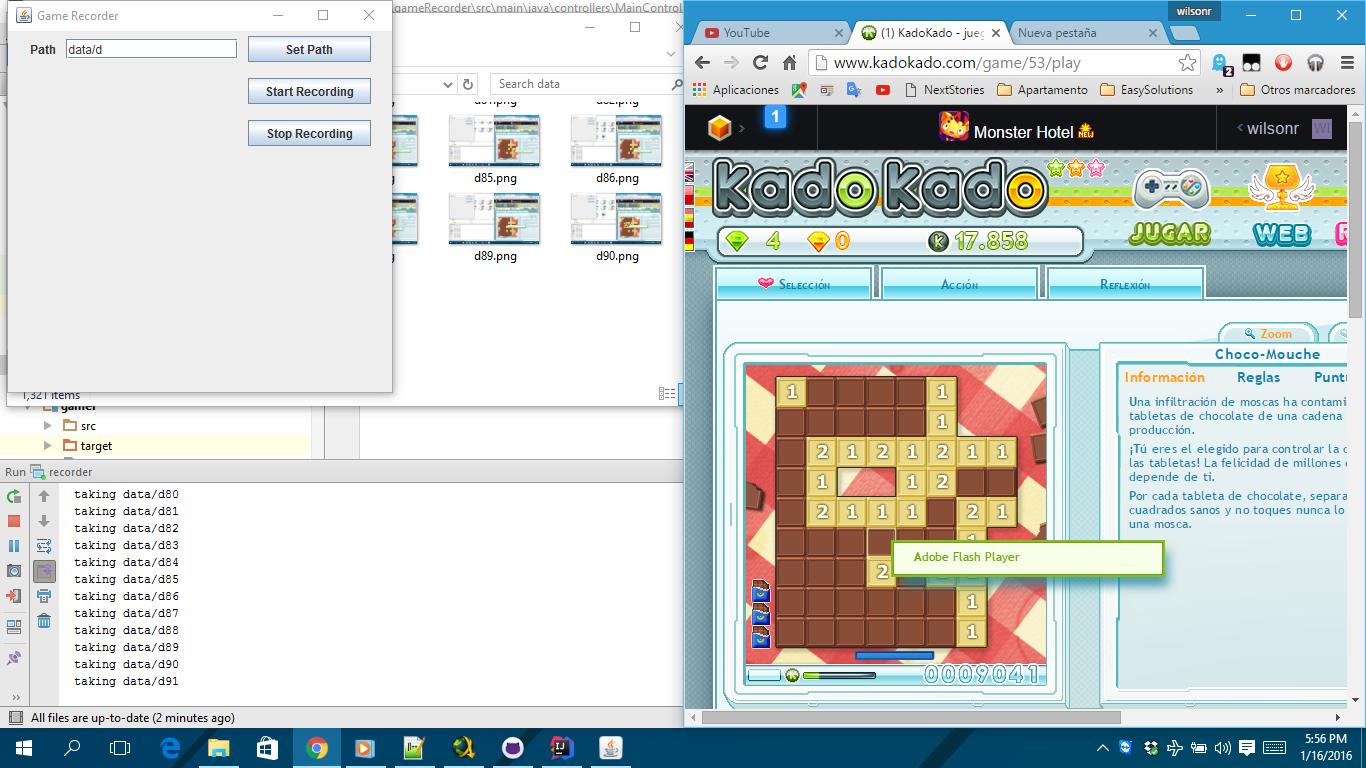 Game Recorder
Path data/d Set Path
Start Recording
Stop Recording
gameRecorder\src\main\java\controllers\MainControl
Search data
d85.png d86.png
d89.png d90.png
1,321 items
src
target
Run recorder
taking data/d80
taking data/d81
taking data/d82
taking data/d83
taking data/d84
taking data/d85
taking data/d86
taking data/d87
taking data/d88
taking data/d89
taking data/d90
taking data/d91
All files are up-to-date (2 minutes ago)
wilsonr
YouTube (1) KadoKado - jueg Nueva pestaña
www.kadokado.com/game/53/play
2
Aplicaciones NextStories Apartamento EasySolutions » Otros marcadores
1 Monster Hotel NEW wilsonr WI
kadokado
4 0 K 17.858
JUGAR WEB
Selección Acción Reflexión
Zoom
Choco-Mouche
Información Reglas Puntu
Una infiltración de moscas ha contami
tabletas de chocolate de una cadena
producción.
¡Tú eres el elegido para controlar la c
las tabletas! La felicidad de millones d
depende de ti.
Por cada tableta de chocolate, separa
cuadrados sanos y no toques nunca lo
una mosca.
1 1
1
2 1 2 1 2 1 1
1 1 2
2 1 1 1 2 1
1
2
1
1
Adobe Flash Player
0009041
5:56 PM
1/16/2016